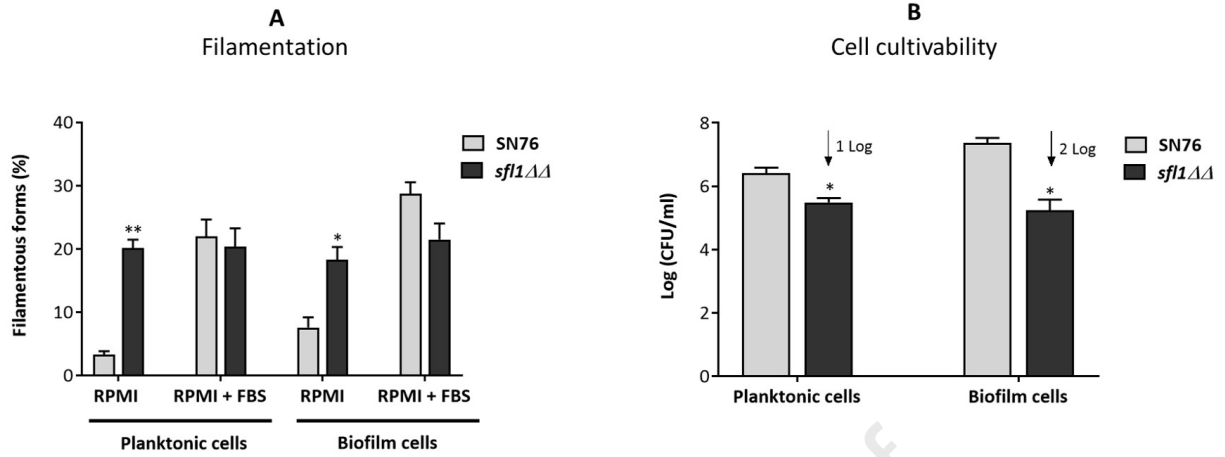 A
Filamentation
Filamentous forms (%)
40
30
20
10
0
**
*
SN76
sfl1ΔΔ
RPMI
RPMI + FBS
RPMI
RPMI + FBS
Planktonic cells
Biofilm cells
B
Cell cultivability
Log (CFU/ml)
8
6
4
2
0
1 Log
*
2 Log
*
SN76
sfl1ΔΔ
Planktonic cells
Biofilm cells